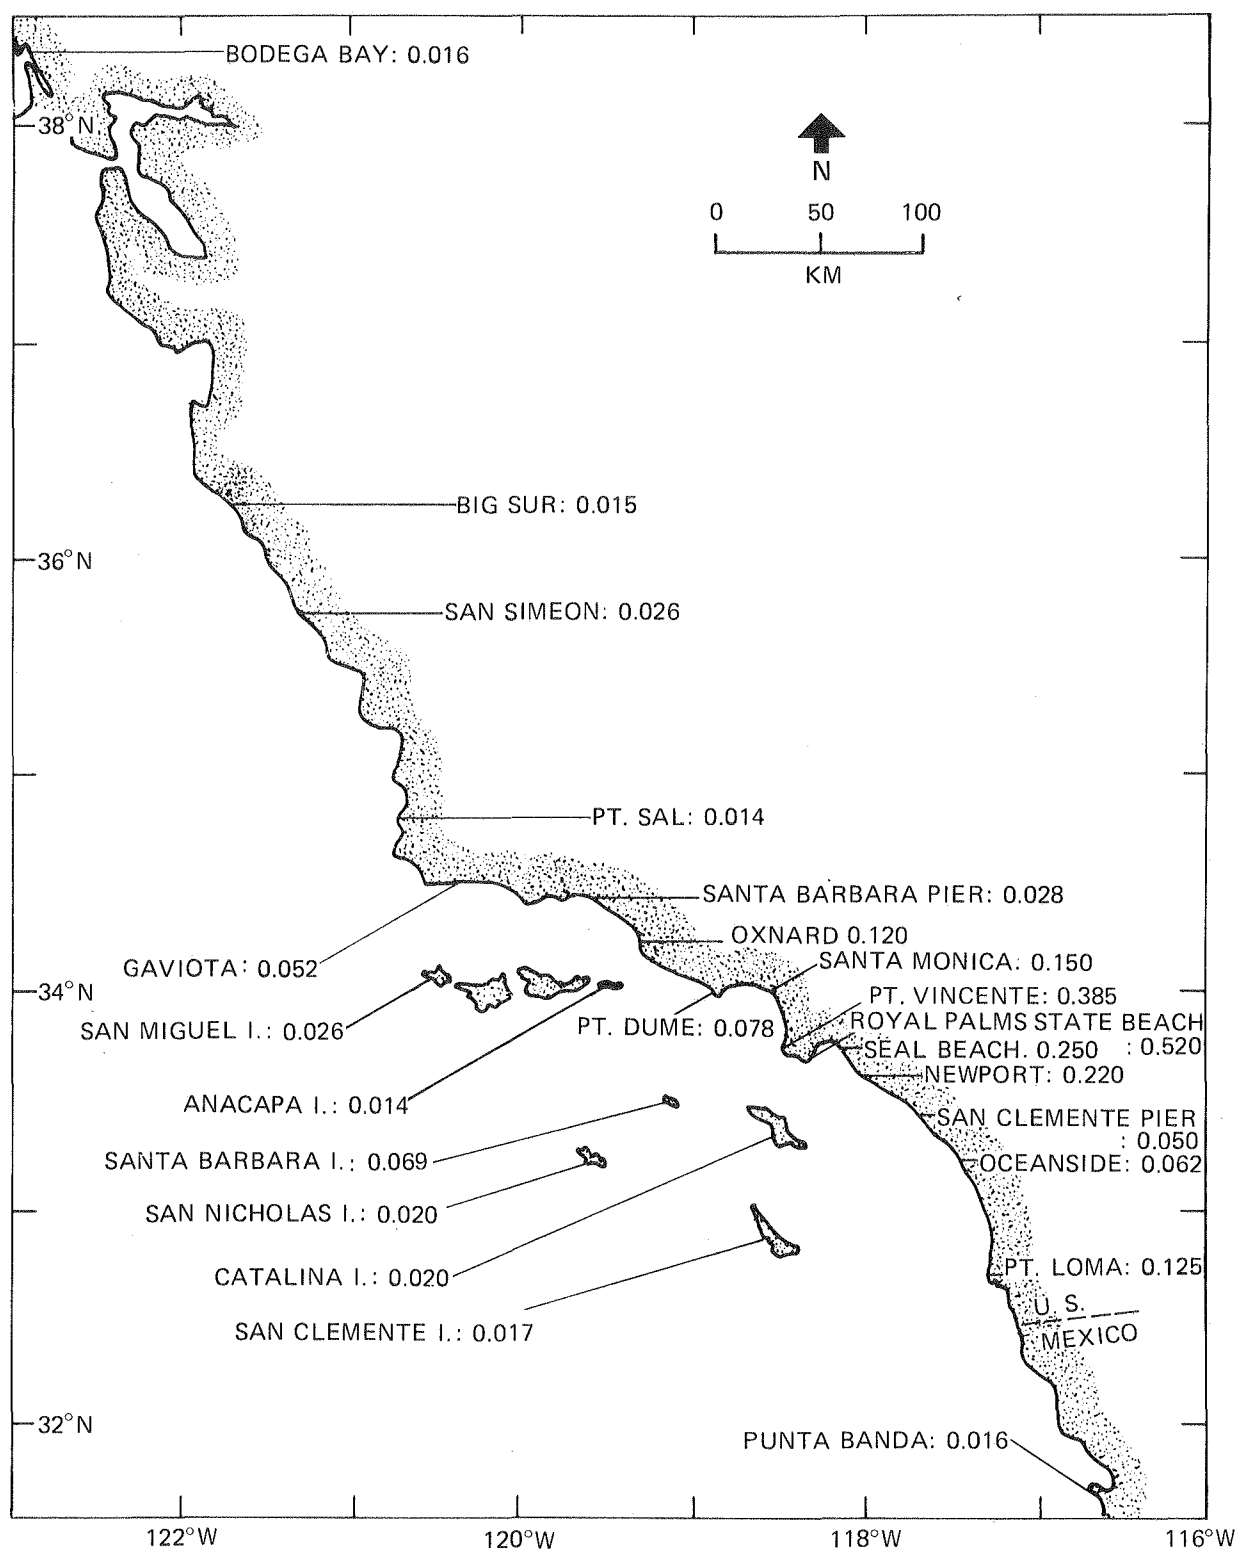 BODEGA BAY: 0.016
38°N
N
0 50 100
KM
BIG SUR: 0.015
36°N
SAN SIMEON: 0.026
PT. SAL: 0.014
SANTA BARBARA PIER: 0.028
OXNARD 0.120
SANTA MONICA: 0.150
GAVIOTA: 0.052
34°N
PT. VINCENTE: 0.385
SAN MIGUEL I.: 0.026
PT. DUME: 0.078
ROYAL PALMS STATE BEACH
: 0.520
SEAL BEACH. 0.250
NEWPORT: 0.220
ANACAPA I.: 0.014
SAN CLEMENTE PIER
: 0.050
SANTA BARBARA I.: 0.069
OCEANSIDE: 0.062
SAN NICHOLAS I.: 0.020
CATALINA I.: 0.020
PT. LOMA: 0.125
U. S.
MEXICO
SAN CLEMENTE I.: 0.017
32°N
PUNTA BANDA: 0.016
122°W 120°W 118°W 116°W